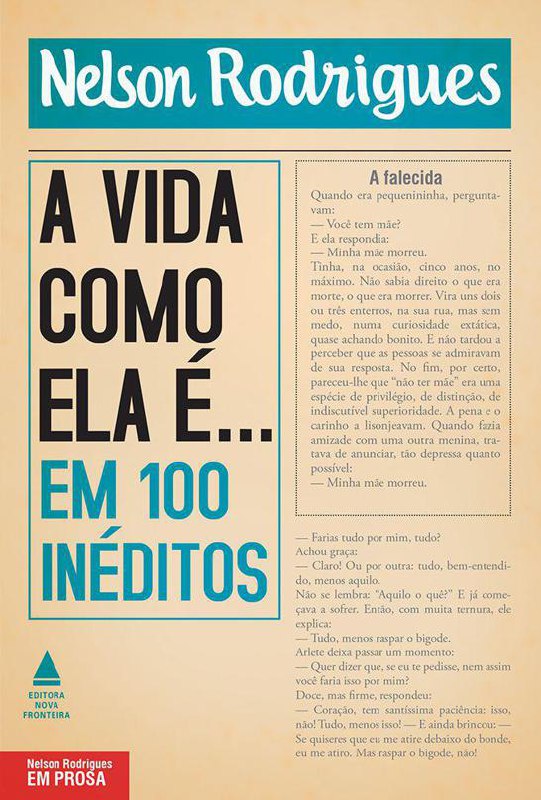 Nelson Rodrigues
A VIDA
COMO
ELA É...
EM 100
INÉDITOS
A falecida
Quando era pequenininha, pergunta-
vam:
— Você tem mãe?
E ela respondia:
— Minha mãe morreu.
Tinha, na ocasião, cinco anos, no
máximo. Não sabia direito o que era
morte, o que era morrer. Vira uns dois
ou três enterros, na sua rua, mas sem
medo, numa curiosidade extática,
quase achando bonito. E não tardou a
perceber que as pessoas se admiravam
de sua resposta. No fim, por certo,
pareceu-lhe que “não ter mãe” era uma
espécie de privilégio, de distinção, de
indiscutível superioridade. A pena e o
carinho a lisonjeavam. Quando fazia
amizade com uma outra menina, tra-
tava de anunciar, tão depressa quanto
possível:
— Minha mãe morreu.
— Farias tudo por mim, tudo?
Achou graça:
— Claro! Ou por outra: tudo, bem-entendi-
do, menos aquilo.
Não se lembra: “Aquilo o quê?” E já come-
çava a sofrer. Então, com muita ternura, ele
explica:
— Tudo, menos raspar o bigode.
Arlete deixa passar um momento:
— Quer dizer que, se eu te pedisse, nem assim
você faria isso por mim?
Doce, mas firme, respondeu:
— Coração, tem santíssima paciência: isso,
não! Tudo, menos isso! — E ainda brincou: —
Se quiseres que eu me atire debaixo do bonde,
eu me atiro. Mas raspar o bigode, não!
EDITORA
NOVA
FRONTEIRA
Nelson Rodrigues
EM PROSA